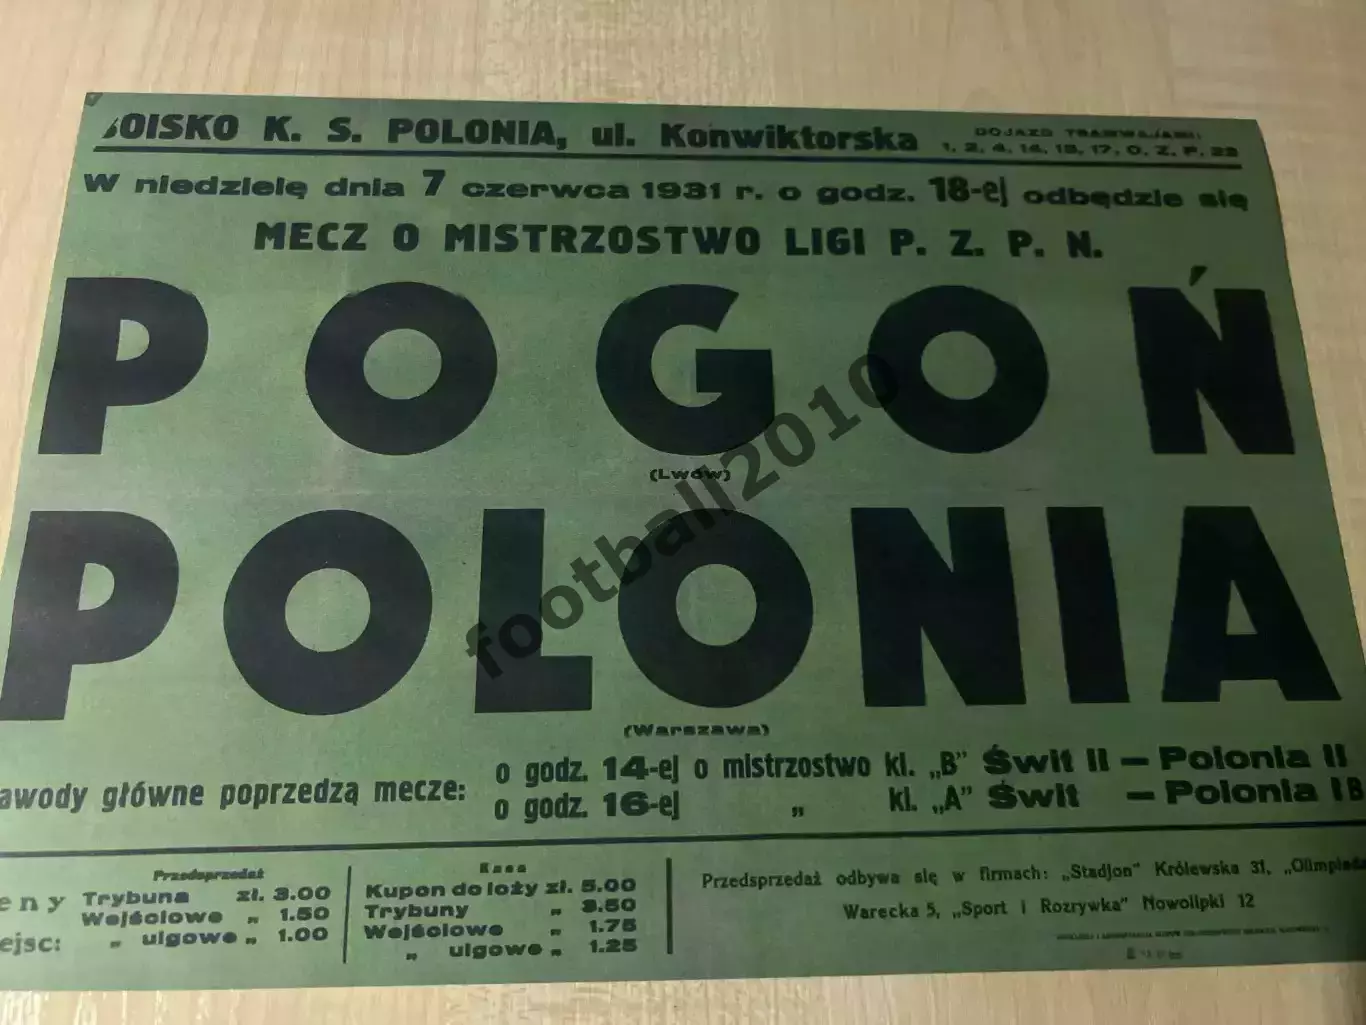 BOISKO K. S. POLONIA, ul. Konwiktorska
DOJAZD TRAMWAJAMI:
1, 2, 4, 14, 15, 17, O, Z, P, 22
W niedzielę dnia 7 czerwca 1931 r. o godz. 18-ej odbędzie się
MECZ O MISTRZOSTWO LIGI P. Z. P. N.
POGOŃ
(Lwów)
POLONIA
(Warszawa)
awody główne poprzedzą mecze:
o godz. 14-ej o mistrzostwo kl. „B" Świt II — Polonia II
o godz. 16-ej „ kl. „A" Świt — Polonia I B
eny
ejsc:
Przedsprzedaż
Trybuna zł. 3.00
Wejściowe „ 1.50
„ ulgowe „ 1.00
Kasa
Kupon do loży zł. 5.00
Trybuny „ 3.50
Wejściowe „ 1.75
„ ulgowe „ 1.25
Przedsprzedaż odbywa się w firmach: „Stadjon" Królewska 31, „Olimpiada
Warecka 5, „Sport i Rozrywka" Nowolipki 12
football2010